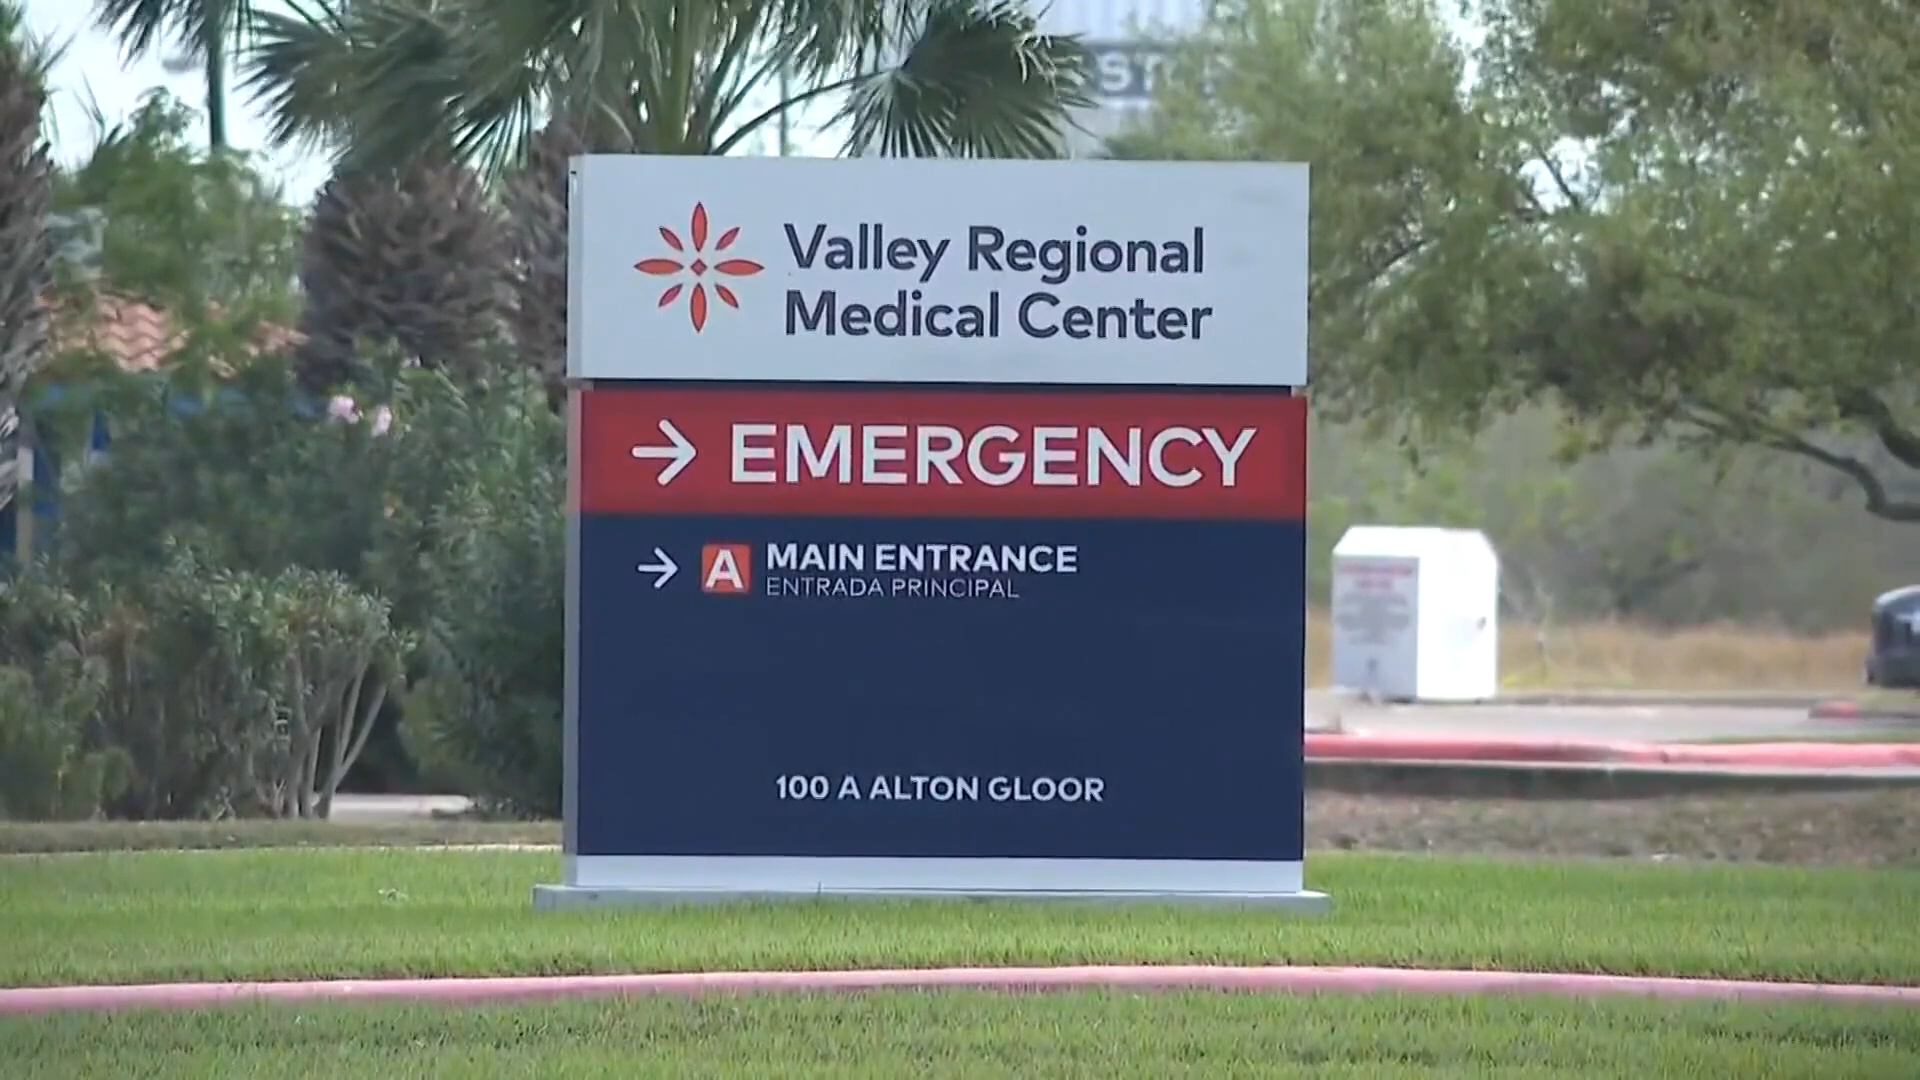 Valley Regional
Medical Center
→ EMERGENCY
→ A MAIN ENTRANCE
ENTRADA PRINCIPAL
100 A ALTON GLOOR